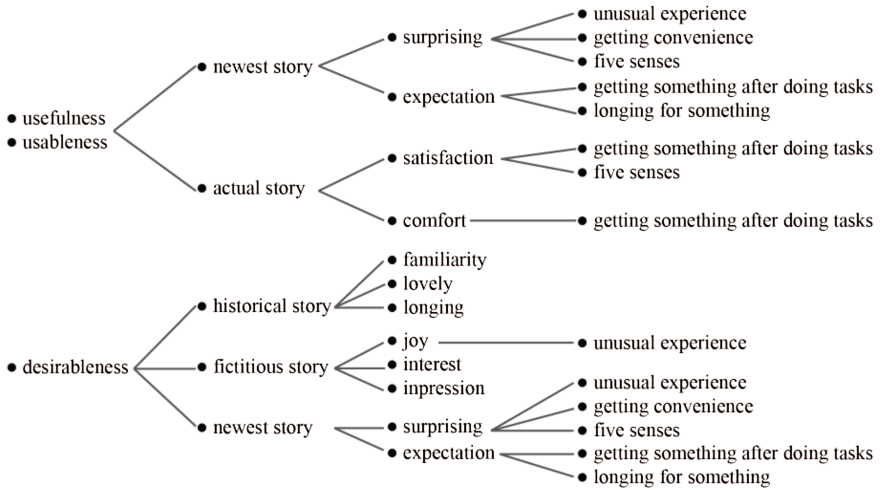 ● usefulness
● usableness
● newest story
● surprising
● unusual experience
● getting convenience
● five senses
● expectation
● getting something after doing tasks
● longing for something
● actual story
● satisfaction
● getting something after doing tasks
● five senses
● comfort
● getting something after doing tasks
● desirableness
● historical story
● familiarity
● lovely
● longing
● fictitious story
● joy
● unusual experience
● interest
● inpression
● newest story
● surprising
● unusual experience
● getting convenience
● five senses
● expectation
● getting something after doing tasks
● longing for something